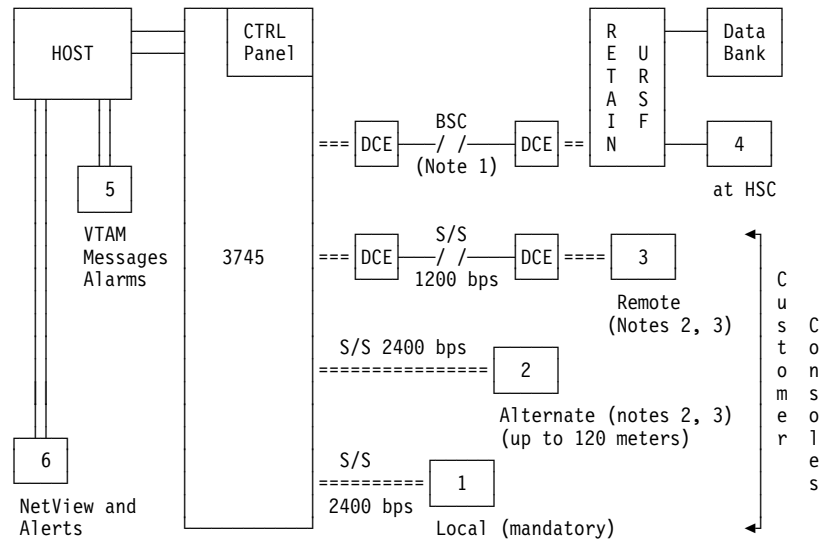 HOST
CTRL
Panel
RETAIN
URSF
Data
Bank
=== DCE / / DCE ==
BSC
(Note 1)
4
at HSC
5
VTAM
Messages
Alarms
3745
S/S
=== DCE / / DCE ==== 3
1200 bps
Remote
(Notes 2, 3)
S/S 2400 bps
================ 2
Alternate (notes 2, 3)
(up to 120 meters)
6
NetView and
Alerts
S/S
========== 1
2400 bps
Local (mandatory)
Customer
Consoles